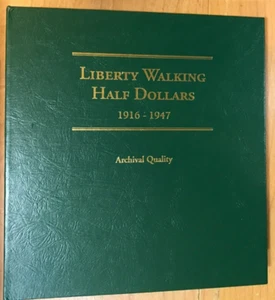 LIBERTY WALKING
HALF DOLLARS
1916 - 1947
Archival Quality